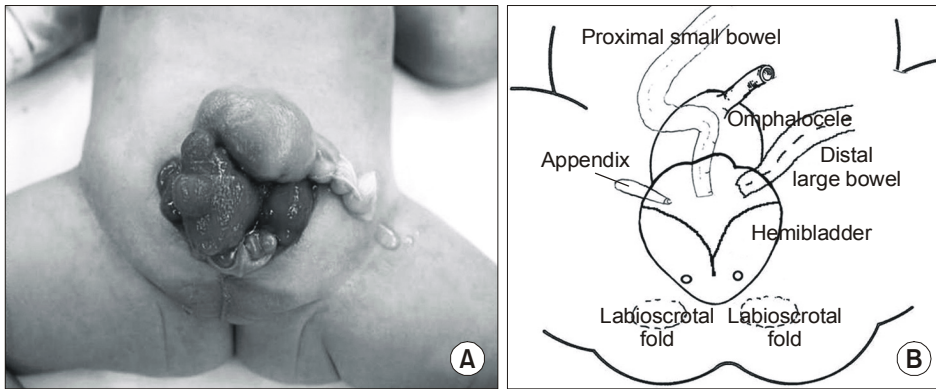 Proximal small bowel
Omphalocele
Appendix
Distal
large bowel
Hemibladder
Labioscrotal
fold
Labioscrotal
fold
A
B